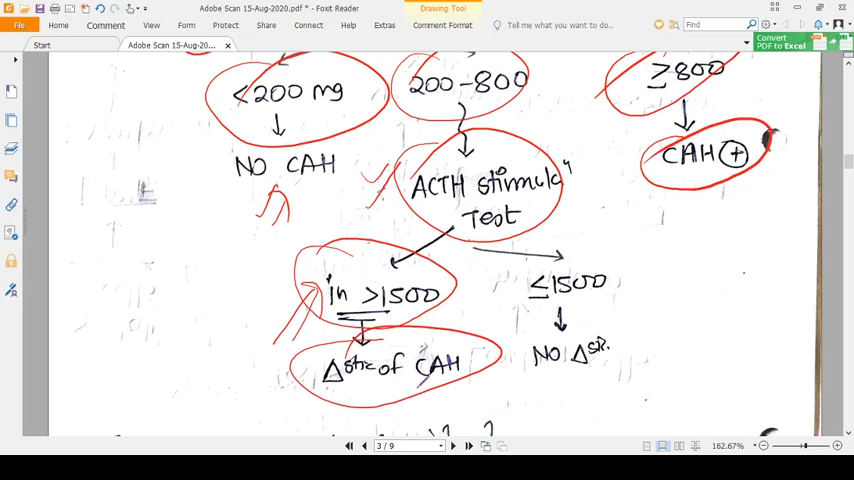 Adobe Scan 15-Aug-2020.pdf * - Foxit Reader
Drawing Tool
File
Home
Comment
View
Form
Protect
Share
Connect
Help
Extras
Comment Format
Tell me what you want to do...
Find
Start
Adobe Scan 15-Aug-2020....
Convert
PDF to Excel
<200 mg
200-800
≥800
NO CAH
ACTH stimulaⁿ
Test
CAH +
in >1500
≤1500
Δstic of CAH
NO Δsis.
3 / 9
162.67%